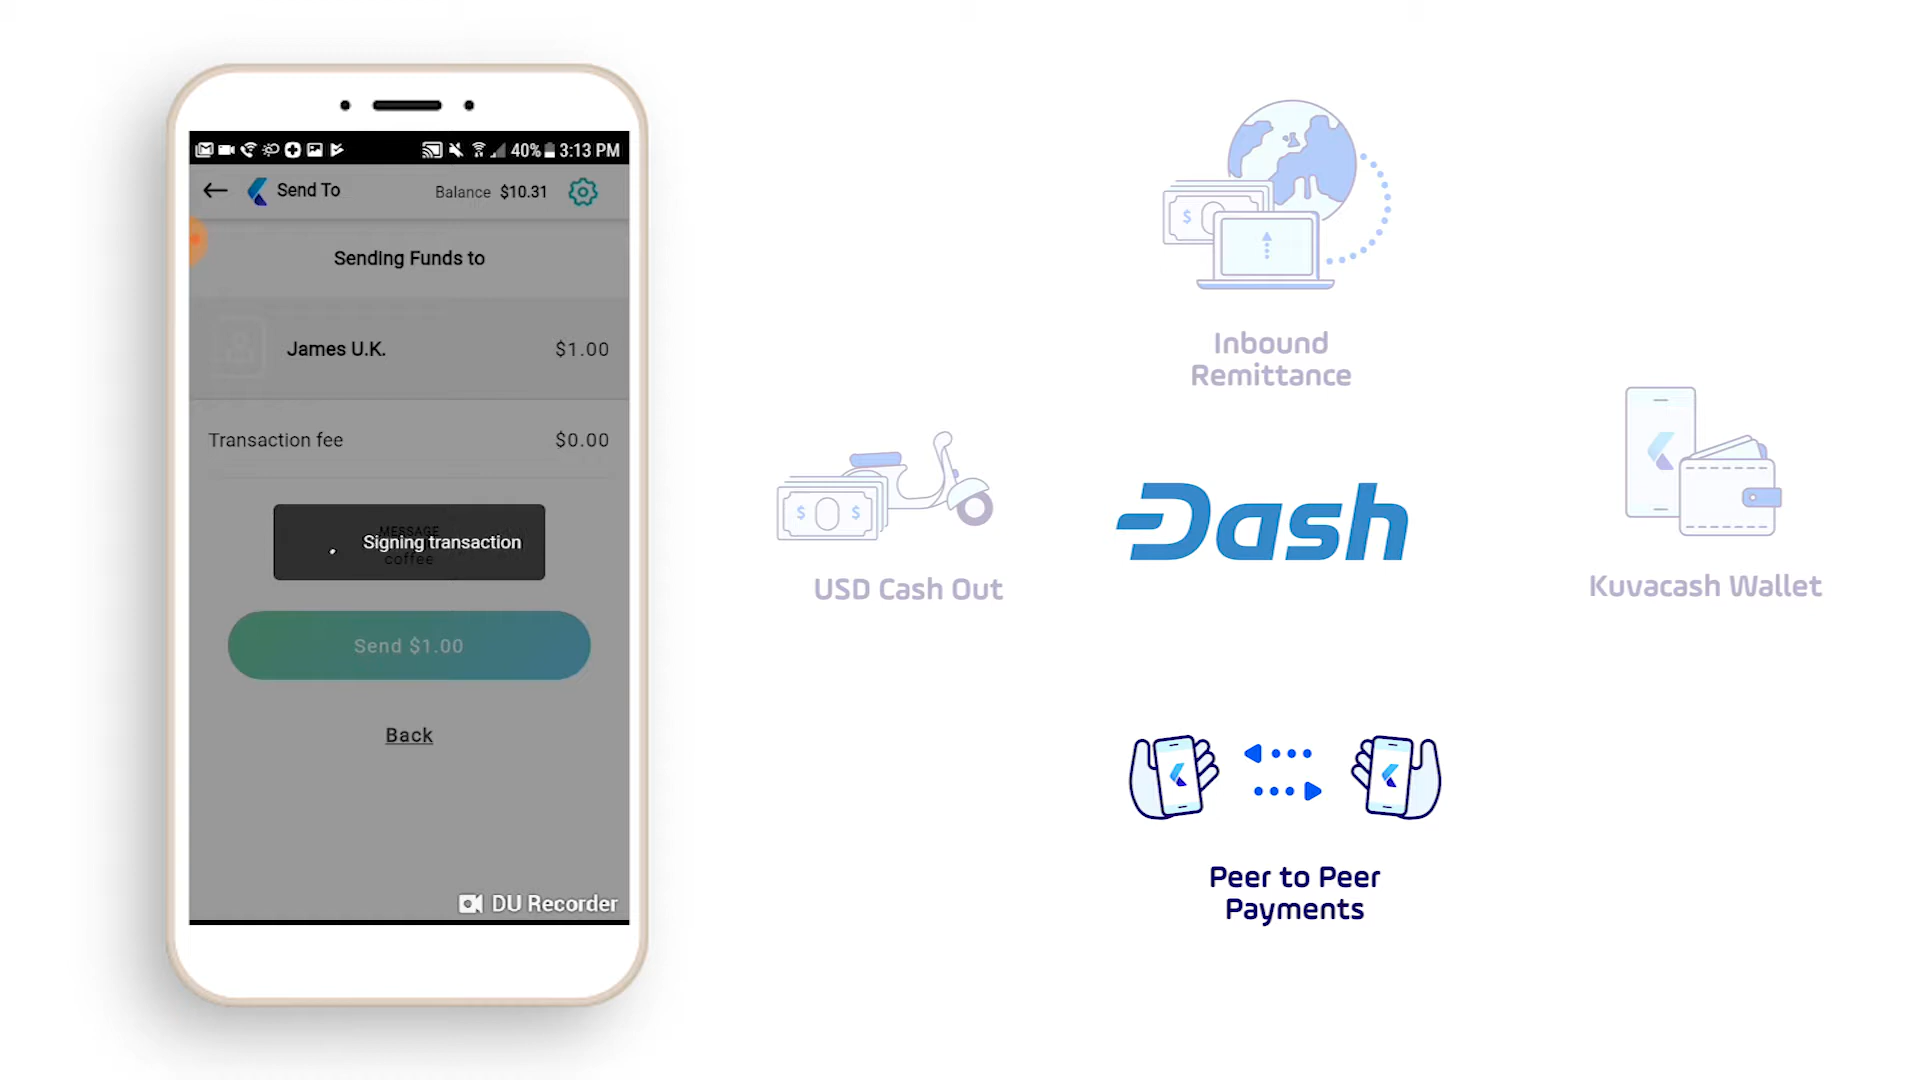 40% 3:13 PM
Send To
Balance $10.31
Sending Funds to
James U.K. $1.00
Transaction fee $0.00
MESSAGE
Signing transaction
coffee
Send $1.00
Back
DU Recorder
Inbound
Remittance
USD Cash Out
Dash
Kuvacash Wallet
Peer to Peer
Payments